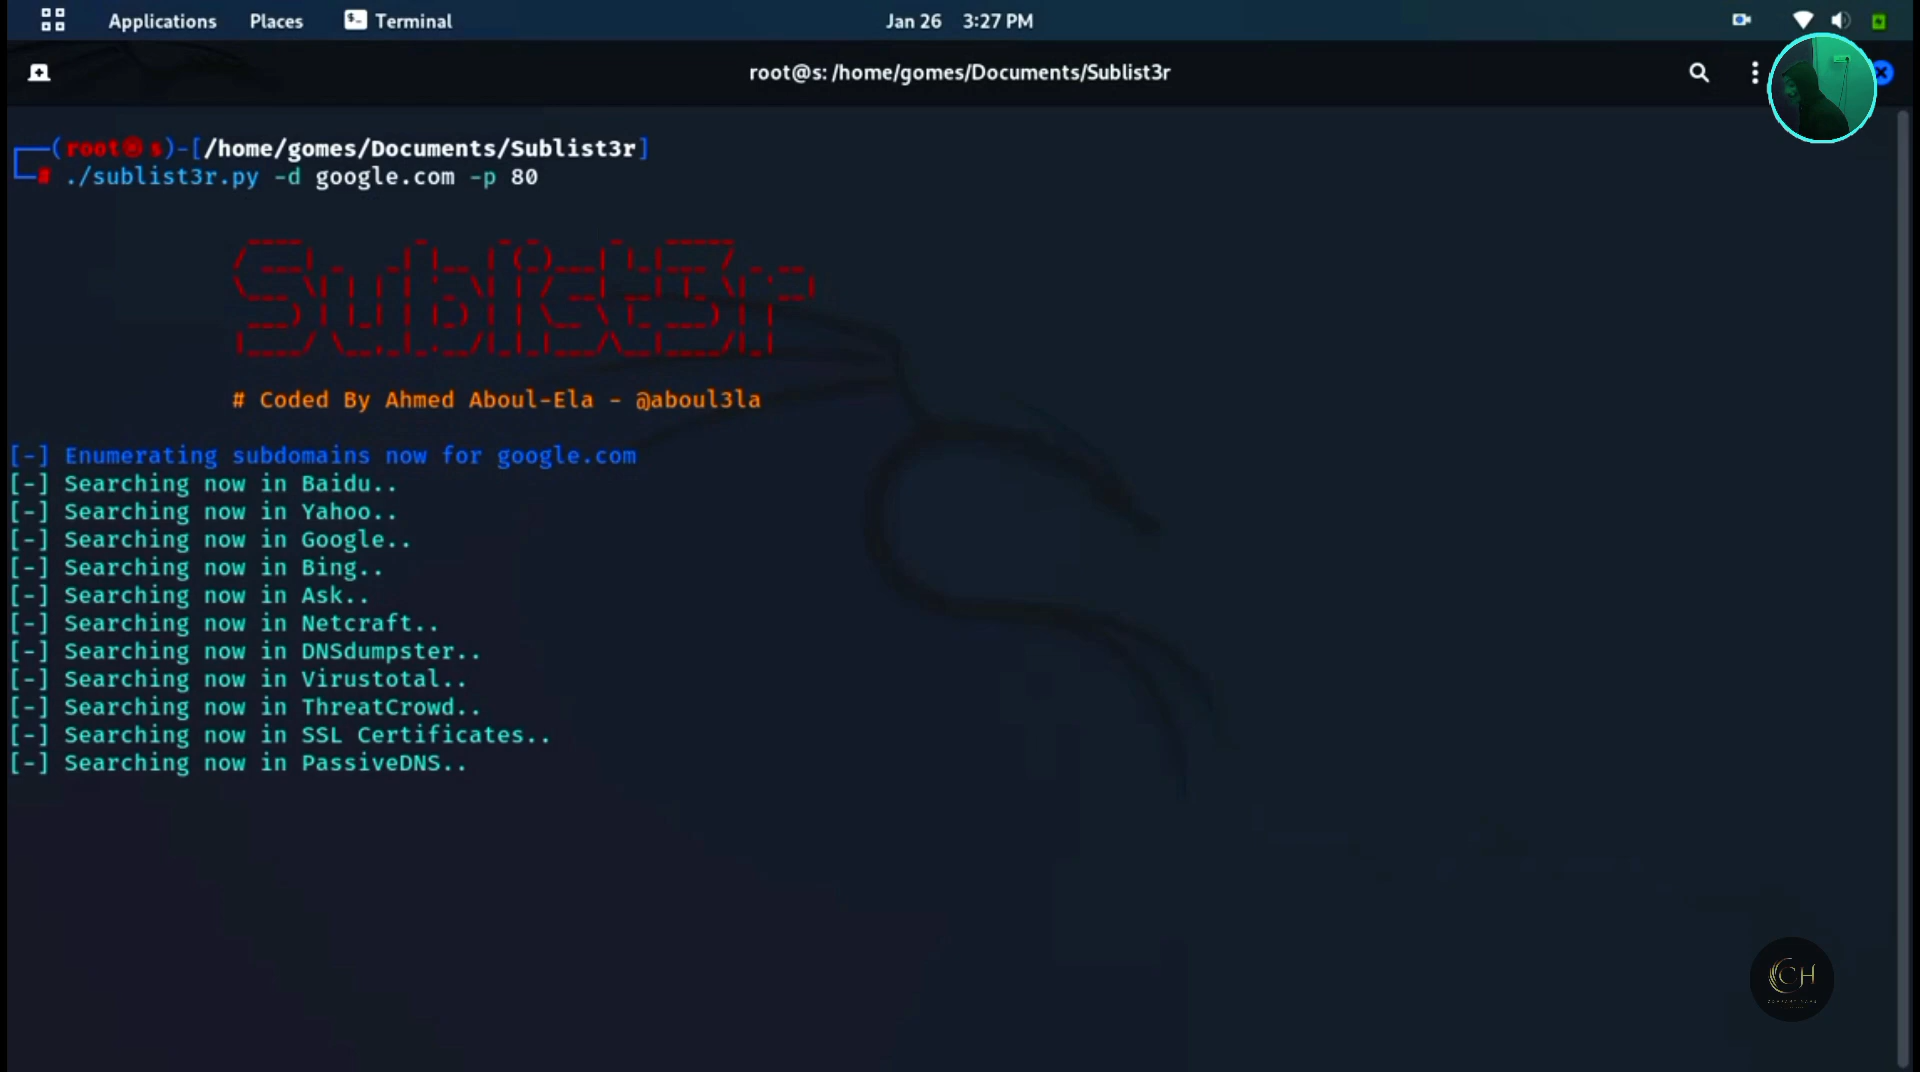 Applications Places Terminal Jan 26 3:27 PM
root@s: /home/gomes/Documents/Sublist3r
(root㉿s)-[/home/gomes/Documents/Sublist3r]
# ./sublist3r.py -d google.com -p 80
Sublist3r
# Coded By Ahmed Aboul-Ela - @aboul3la
[-] Enumerating subdomains now for google.com
[-] Searching now in Baidu..
[-] Searching now in Yahoo..
[-] Searching now in Google..
[-] Searching now in Bing..
[-] Searching now in Ask..
[-] Searching now in Netcraft..
[-] Searching now in DNSdumpster..
[-] Searching now in Virustotal..
[-] Searching now in ThreatCrowd..
[-] Searching now in SSL Certificates..
[-] Searching now in PassiveDNS..
CH